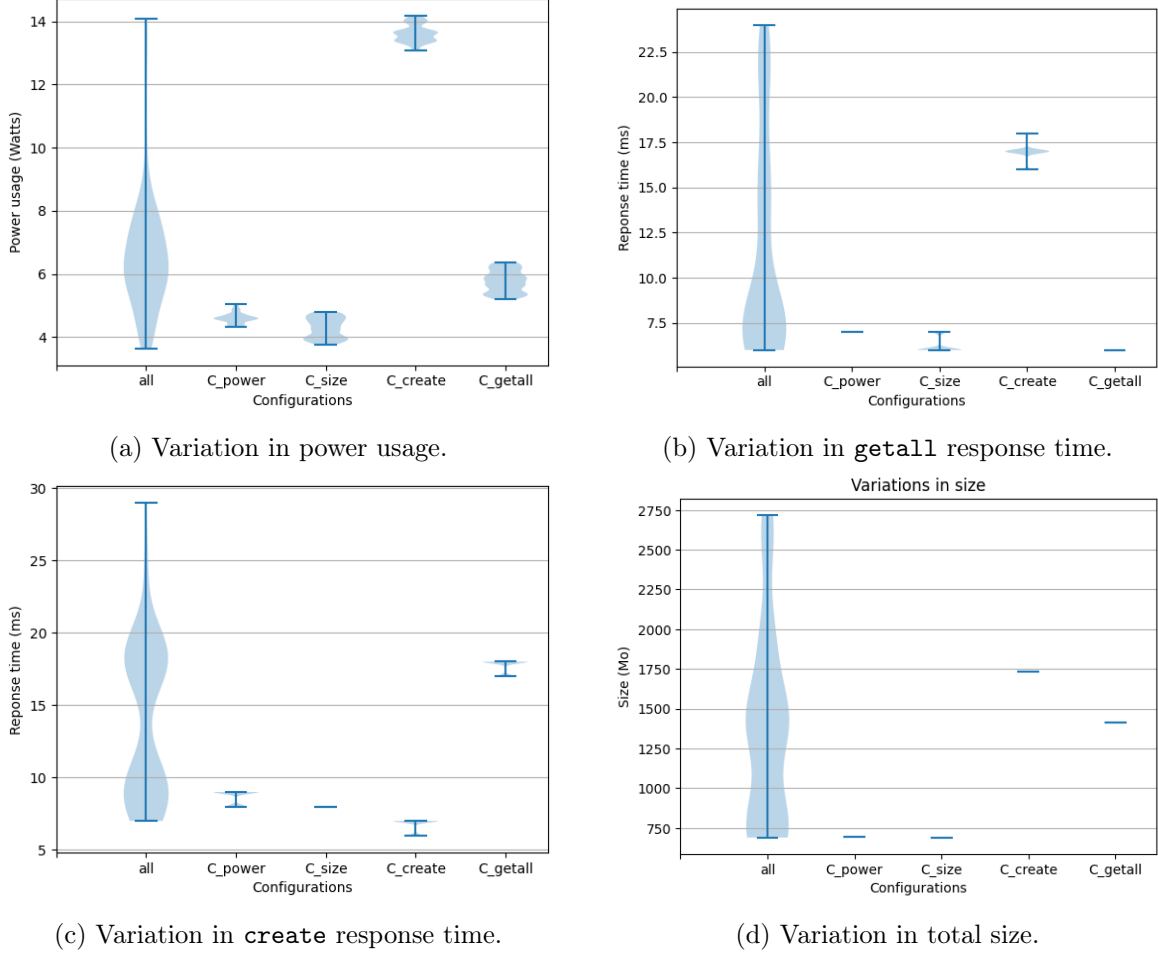 14
12
10
8
6
4
Power usage (Watts)
all C_power C_size C_create C_getall
Configurations
(a) Variation in power usage.
22.5
20.0
17.5
15.0
12.5
10.0
7.5
Reponse time (ms)
all C_power C_size C_create C_getall
Configurations
(b) Variation in getall response time.
30
25
20
15
10
5
Reponse time (ms)
all C_power C_size C_create C_getall
Configurations
(c) Variation in create response time.
Variations in size
2750
2500
2250
2000
1750
1500
1250
1000
750
Size (Mo)
all C_power C_size C_create C_getall
Configurations
(d) Variation in total size.